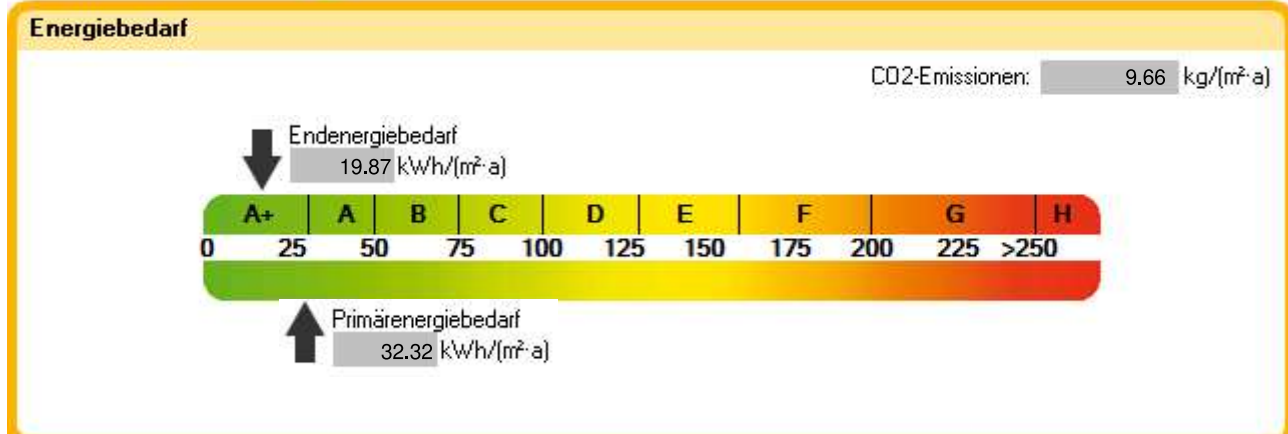 Energiebedarf
CO2-Emissionen: 9.66 kg/(m²·a)
Endenergiebedarf
19.87 kWh/(m²·a)
A+ A B C D E F G H
0 25 50 75 100 125 150 175 200 225 >250
Primärenergiebedarf
32.32 kWh/(m²·a)